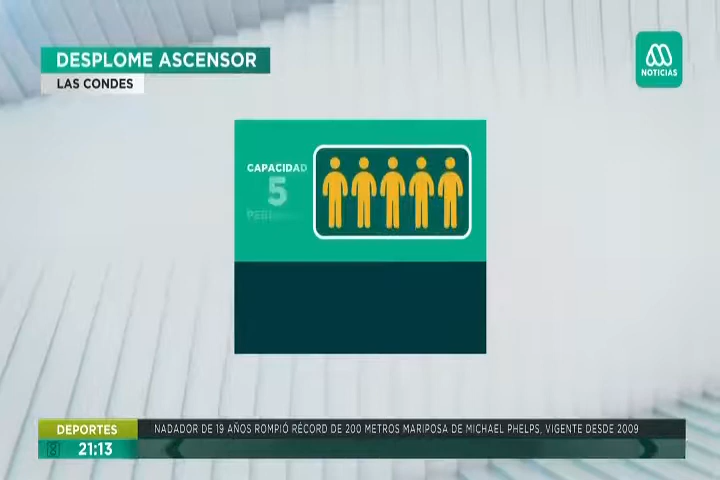 DESPLOME ASCENSOR
LAS CONDES
NOTICIAS
CAPACIDAD
5
DEPORTES
NADADOR DE 19 AÑOS ROMPIÓ RÉCORD DE 200 METROS MARIPOSA DE MICHAEL PHELPS, VIGENTE DESDE 2009
21:13